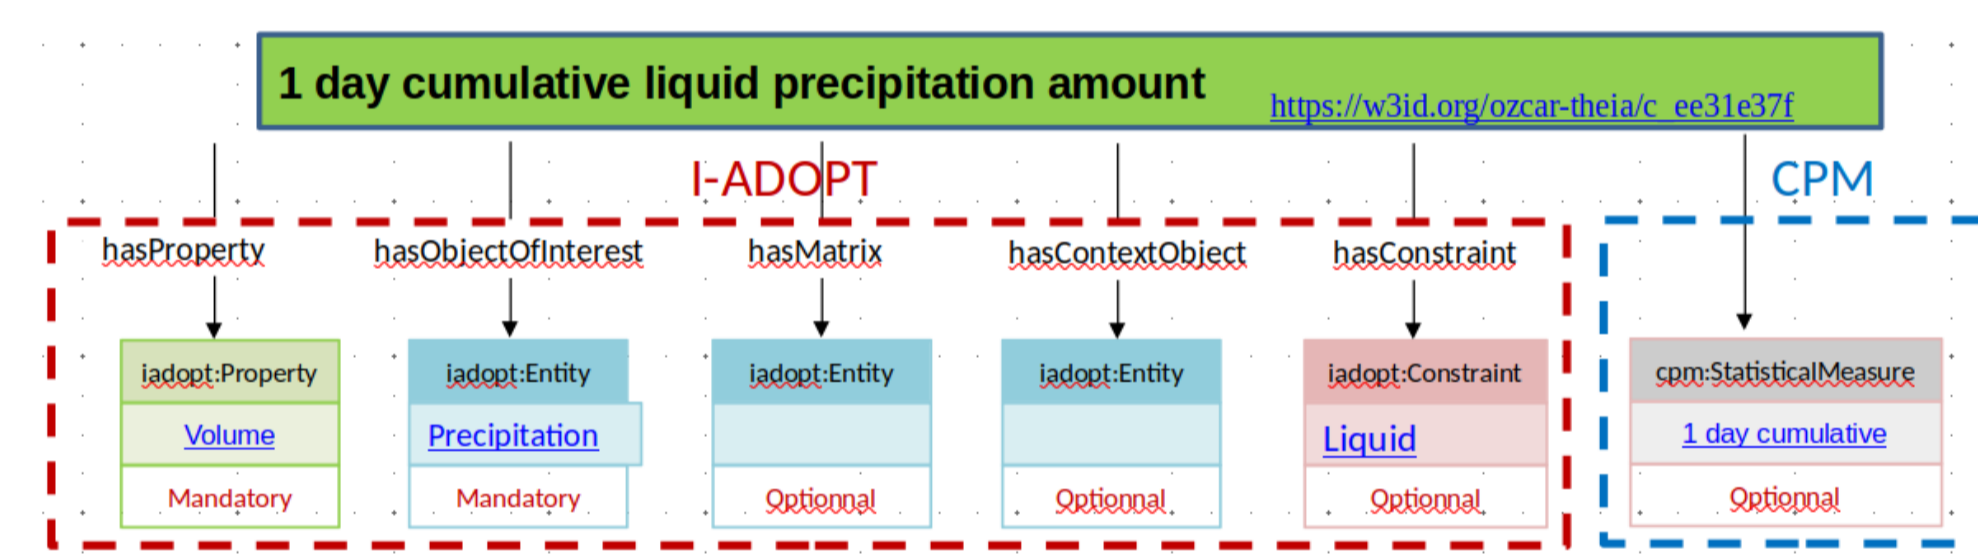 1 day cumulative liquid precipitation amount https://w3id.org/ozcar-theia/c_ee31e37f
I-ADOPT CPM
hasProperty hasObjectOfInterest hasMatrix hasContextObject hasConstraint
iadopt:Property iadopt:Entity iadopt:Entity iadopt:Entity iadopt:Constraint cpm:StatisticalMeasure
Volume Precipitation Liquid 1 day cumulative
Mandatory Mandatory Optionnal Optionnal Optionnal Optionnal